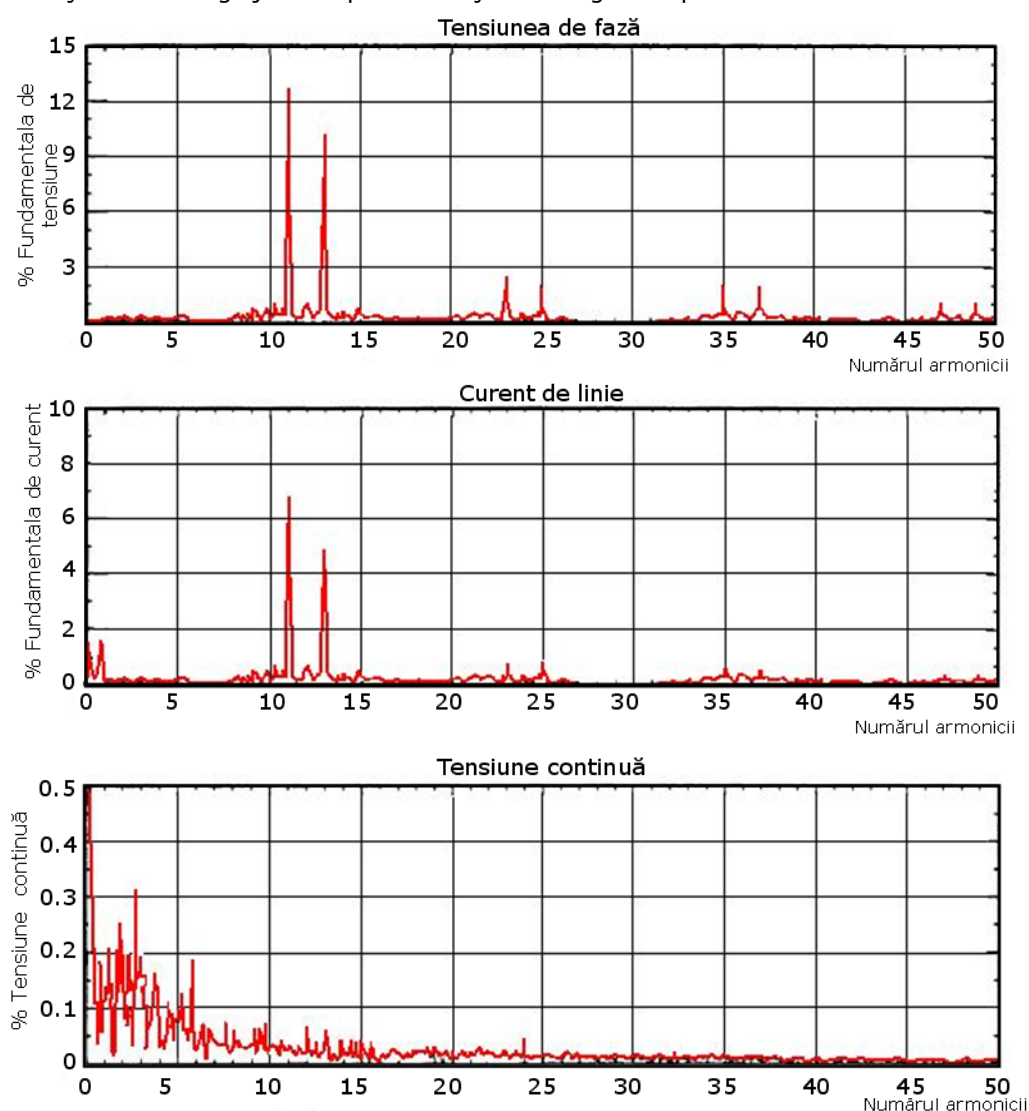 Tensiunea de fază
% Fundamentala de
tensiune
15
12
9
6
3
0 5 10 15 20 25 30 35 40 45 50
Numărul armonicii
Curent de linie
% Fundamentala de curent
10
8
6
4
2
0
0 5 10 15 20 25 30 35 40 45 50
Numărul armonicii
Tensiune continuă
% Tensiune continuă
0.5
0.4
0.3
0.2
0.1
0
0 5 10 15 20 25 30 35 40 45 50
Numărul armonicii